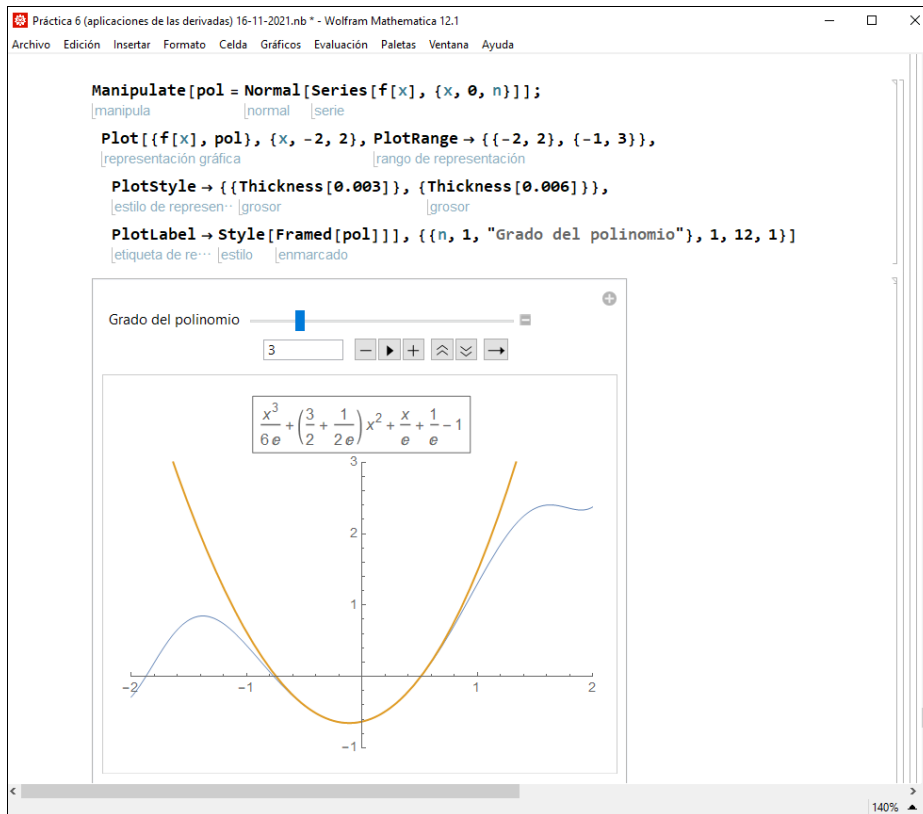 Práctica 6 (aplicaciones de las derivadas) 16-11-2021.nb * - Wolfram Mathematica 12.1
Archivo Edición Insertar Formato Celda Gráficos Evaluación Paletas Ventana Ayuda
Manipulate[pol = Normal[Series[f[x], {x, 0, n}]];
manipula normal serie
Plot[{f[x], pol}, {x, -2, 2}, PlotRange → {{-2, 2}, {-1, 3}},
representación gráfica rango de representación
PlotStyle → {{Thickness[0.003]}, {Thickness[0.006]}},
estilo de represen··· grosor grosor
PlotLabel → Style[Framed[pol]]], {{n, 1, "Grado del polinomio"}, 1, 12, 1}]
etiqueta de re··· estilo enmarcado
Grado del polinomio
3
x^3/(6 e) + (3/2 + 1/(2 e)) x^2 + x/e + 1/e - 1
3
2
1
-2 -1 1 2
-1
140%